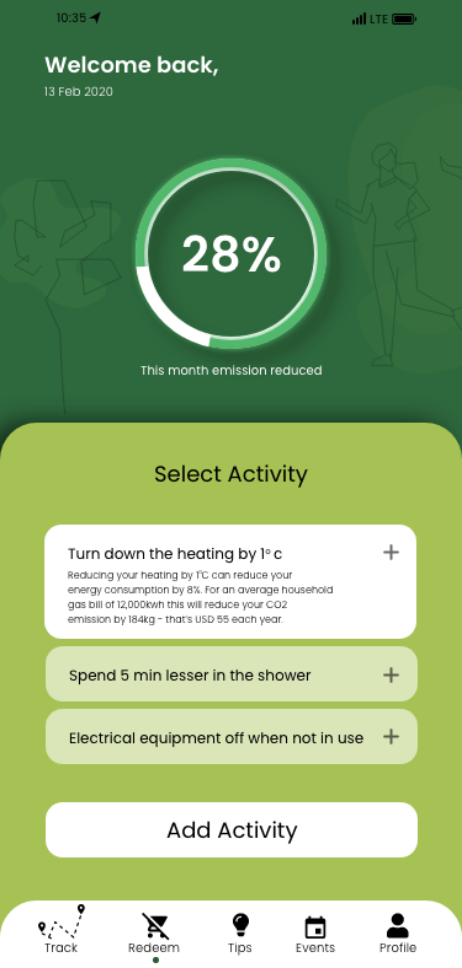 10:35
LTE
Welcome back,
13 Feb 2020
28%
This month emission reduced
Select Activity
Turn down the heating by 1° c
Reducing your heating by 1°C can reduce your
energy consumption by 8%. For an average household
gas bill of 12,000kwh this will reduce your CO2
emission by 184kg - that's USD 55 each year.
Spend 5 min lesser in the shower
Electrical equipment off when not in use
Add Activity
Track Redeem Tips Events Profile